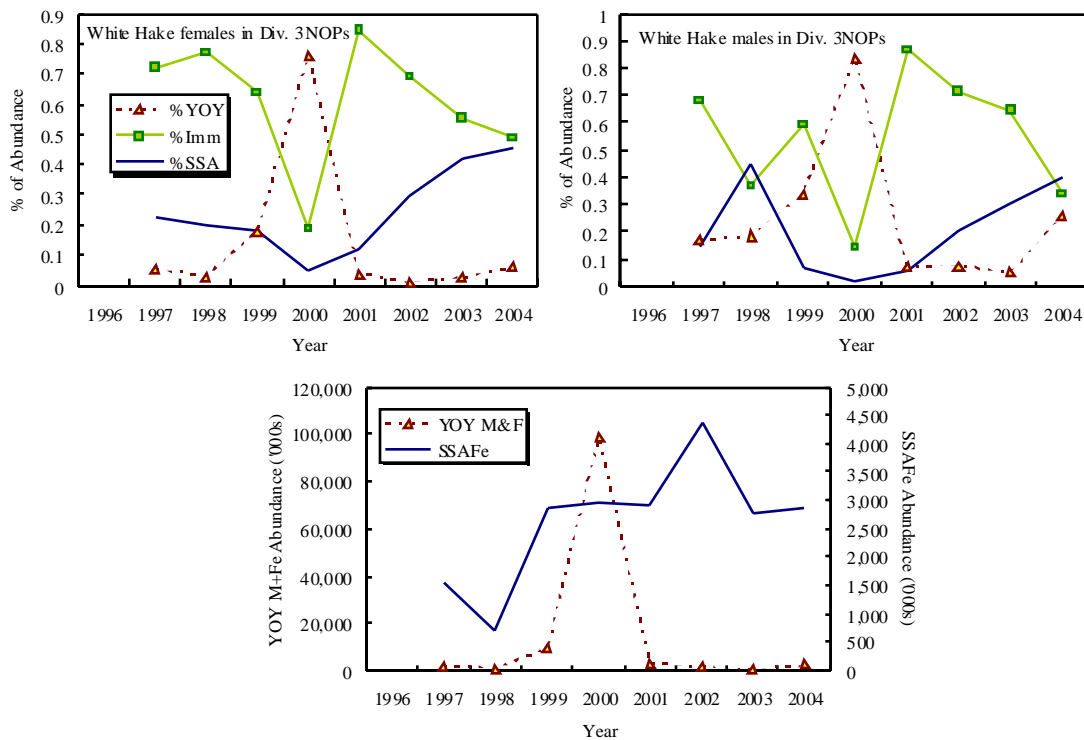 White Hake females in Div. 3NOPs
% of Abundance
0.9
0.8
0.7
0.6
0.5
0.4
0.3
0.2
0.1
0
% YOY
%Imm
%SSA
1996 1997 1998 1999 2000 2001 2002 2003 2004
Year
White Hake males in Div. 3NOPs
% of Abundance
1
0.9
0.8
0.7
0.6
0.5
0.4
0.3
0.2
0.1
0
1996 1997 1998 1999 2000 2001 2002 2003 2004
Year
YOY M+Fe Abundance ('000s)
120,000
100,000
80,000
60,000
40,000
20,000
0
YOY M&F
SSAFe
5,000
4,500
4,000
3,500
3,000
2,500
2,000
1,500
1,000
500
0
SSAFe Abundance ('000s)
1996 1997 1998 1999 2000 2001 2002 2003 2004
Year